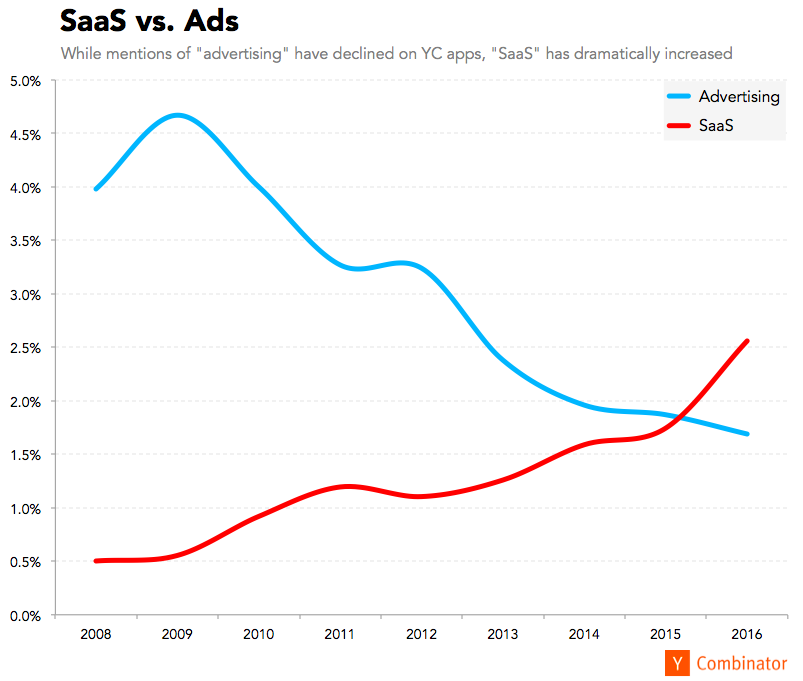 SaaS vs. Ads
While mentions of "advertising" have declined on YC apps, "SaaS" has dramatically increased
5.0%
Advertising
SaaS
4.5%
4.0%
3.5%
3.0%
2.5%
2.0%
1.5%
1.0%
0.5%
0.0%
2008 2009 2010 2011 2012 2013 2014 2015 2016
Y Combinator